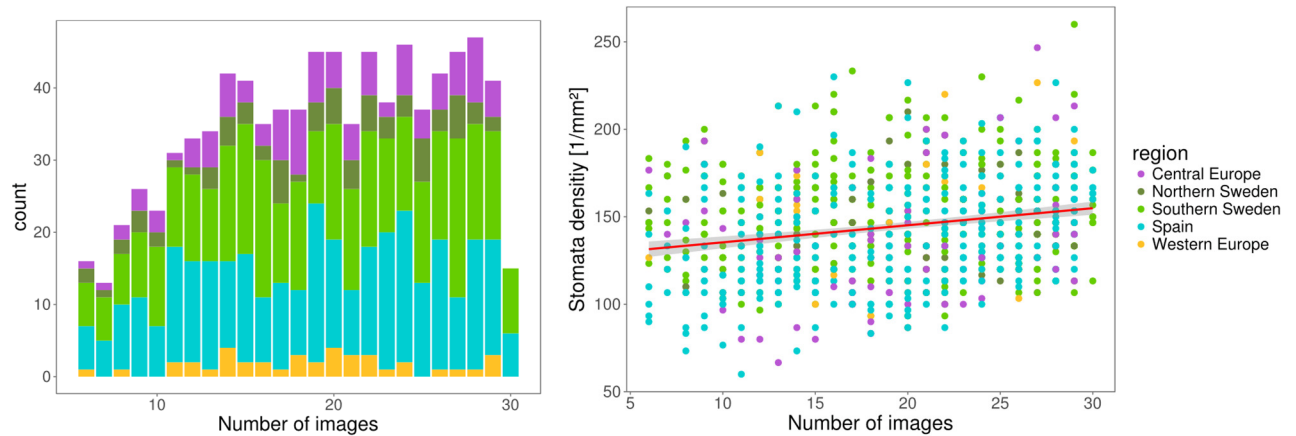 count
40
30
20
10
0
10
20
30
Number of images
Stomata densitiy [1/mm²]
250
200
150
100
50
5
10
15
20
25
30
Number of images
region
Central Europe
Northern Sweden
Southern Sweden
Spain
Western Europe